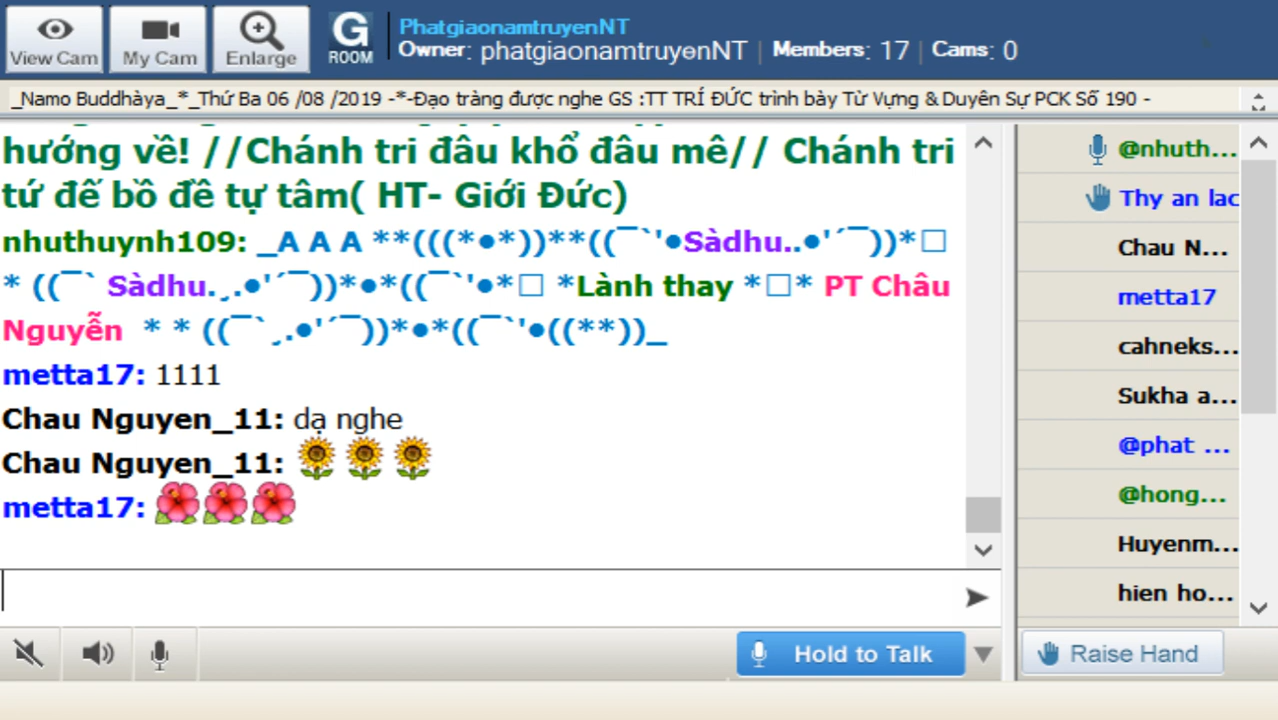 View Cam
My Cam
Enlarge
G ROOM
PhatgiaonamtruyenNT
Owner: phatgiaonamtruyenNT | Members: 17 | Cams: 0
_Namo Buddhàya_*_Thứ Ba 06 /08 /2019 -*-Đạo tràng được nghe GS :TT TRÍ ĐỨC trình bày Từ Vựng & Duyên Sự PCK Số 190 -
hướng về! //Chánh tri đâu khổ đâu mê// Chánh tri
tứ đế bồ đề tự tâm( HT- Giới Đức)
nhuthuynh109: _A A A **(((*●*))**((¯`'●Sàdhu..●'´¯))*□
* ((¯` Sàdhu.¸.●'´¯))*●*((¯`'●*□ *Lành thay *□* PT Châu
Nguyễn * * ((¯`¸.●'´¯))*●*((¯`'●((**))_
metta17: 1111
Chau Nguyen_11: dạ nghe
Chau Nguyen_11: 🌻🌻🌻
metta17: 🌺🌺🌺
@nhuth...
Thy an lac
Chau N...
metta17
cahneks...
Sukha a...
@phat ...
@hong...
Huyenm...
hien ho...
Hold to Talk
Raise Hand